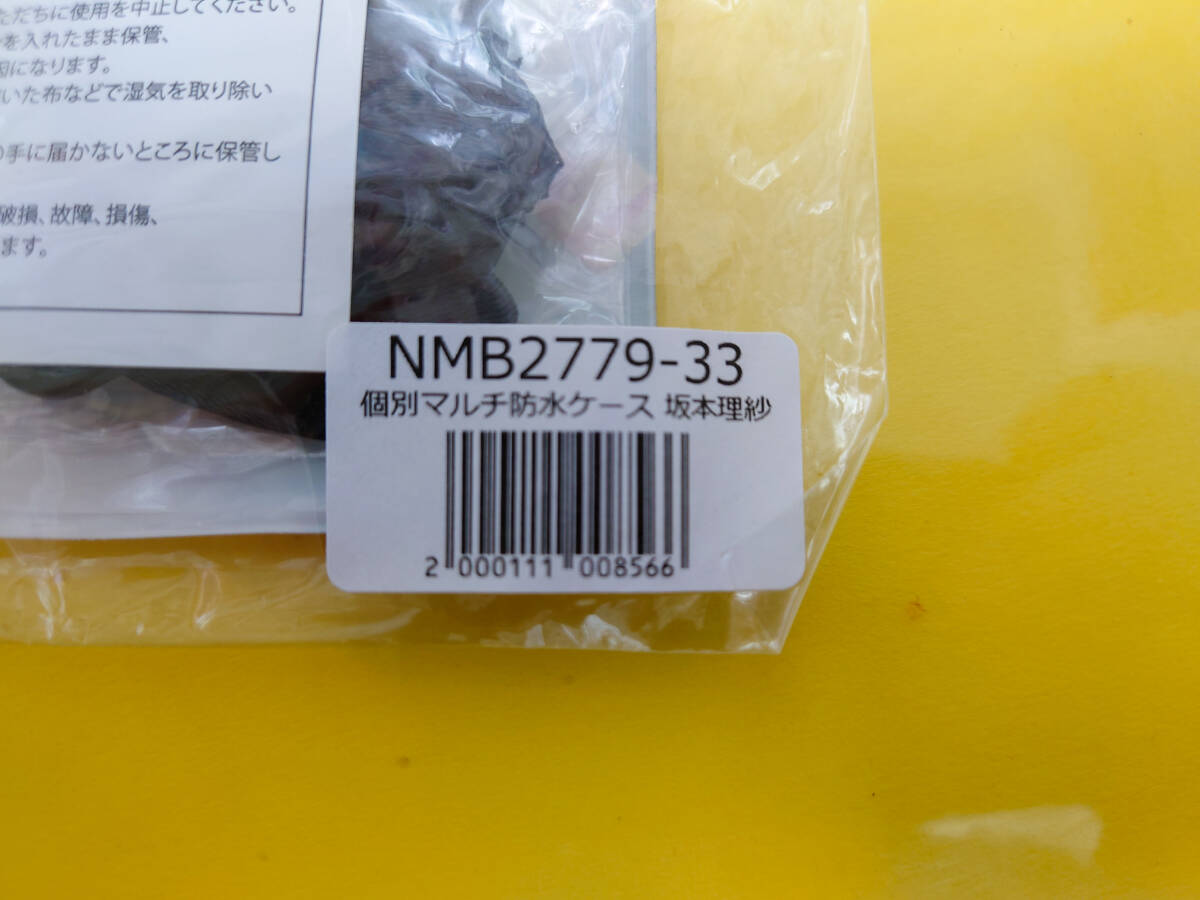 ただちに使用を中止してください。
を入れたまま保管、
因になります。
いた布などで湿気を取り除い
の手に届かないところに保管し
破損、故障、損傷、
ます。
NMB2779-33
個別マルチ防水ケース 坂本理紗
2 000111 008566